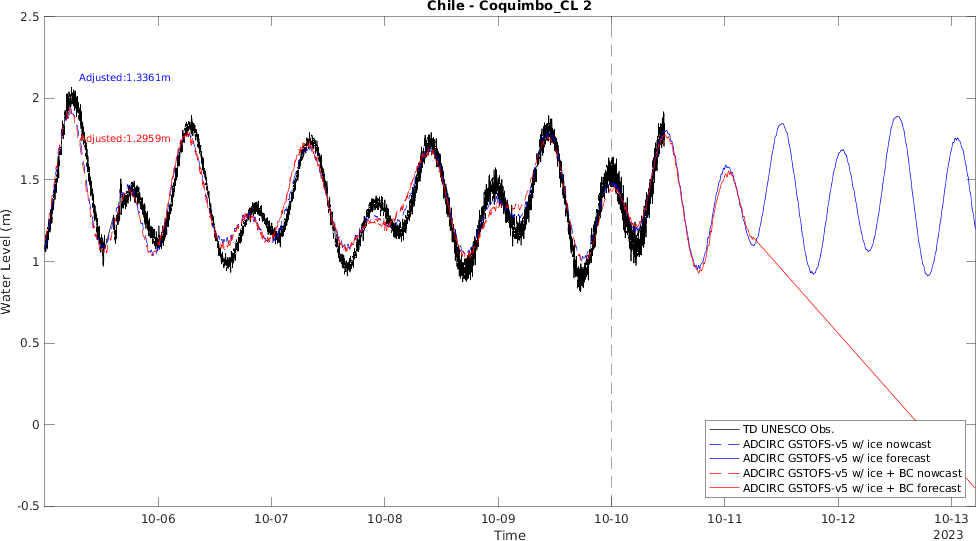 Chile - Coquimbo_CL 2
Water Level (m)
2.5
2
1.5
1
0.5
0
-0.5
Adjusted:1.3361m
Adjusted:1.2959m
TD UNESCO Obs.
ADCIRC GSTOFS-v5 w/ ice nowcast
ADCIRC GSTOFS-v5 w/ ice forecast
ADCIRC GSTOFS-v5 w/ ice + BC nowcast
ADCIRC GSTOFS-v5 w/ ice + BC forecast
10-06 10-07 10-08 10-09 10-10 10-11 10-12 10-13
Time
2023